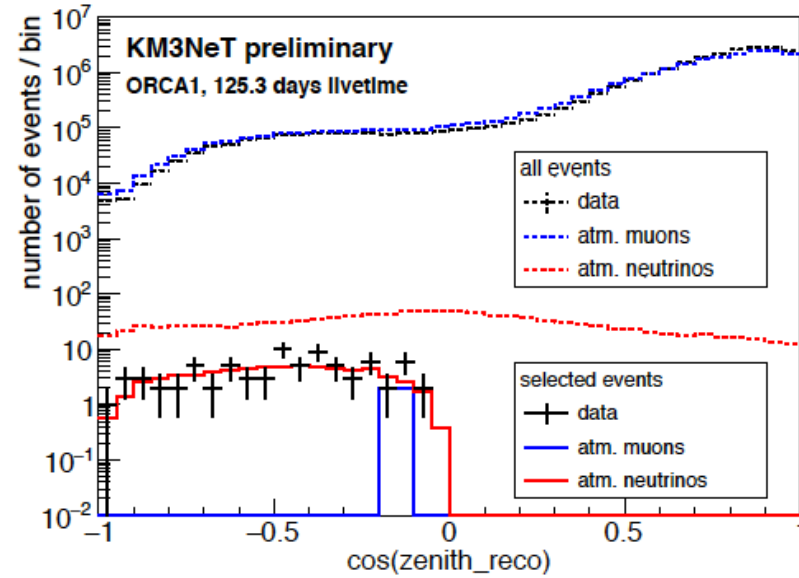 KM3NeT preliminary
ORCA1, 125.3 days livetime
number of events / bin
10^7
10^6
10^5
10^4
10^3
10^2
10
1
10^−1
10^−2
all events
data
atm. muons
atm. neutrinos
selected events
data
atm. muons
atm. neutrinos
−1 −0.5 0 0.5 1
cos(zenith_reco)